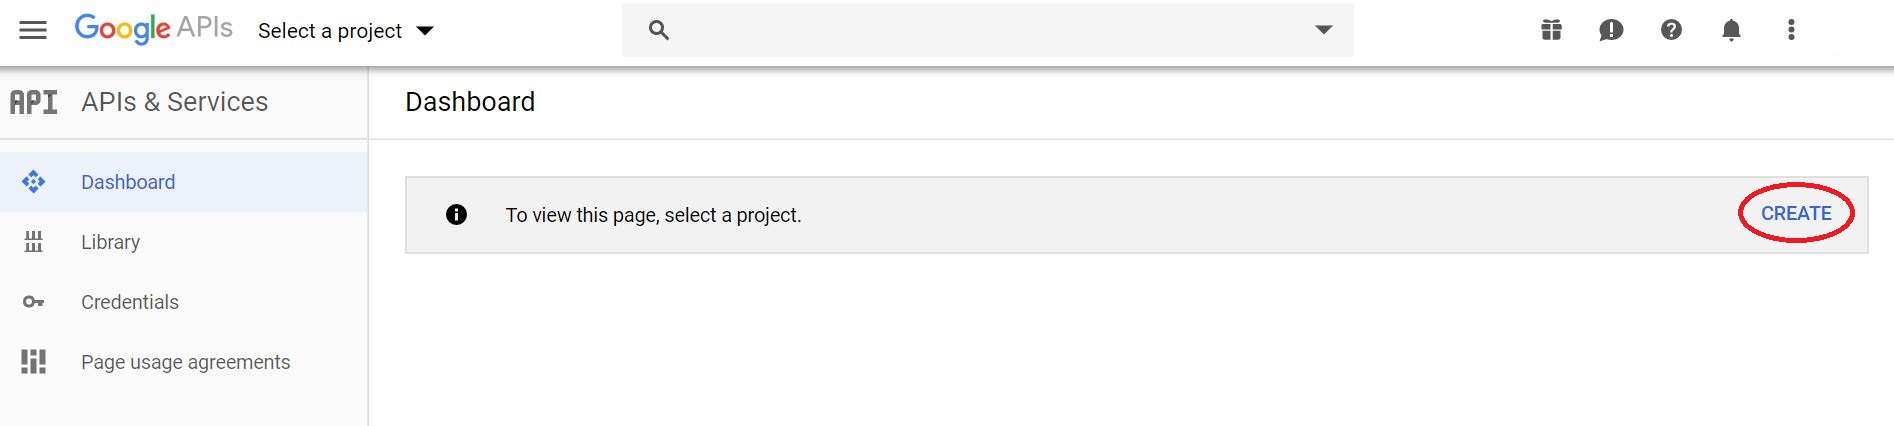 Google APIs
Select a project
API
APIs & Services
Dashboard
Dashboard
Library
Credentials
Page usage agreements
To view this page, select a project.
CREATE